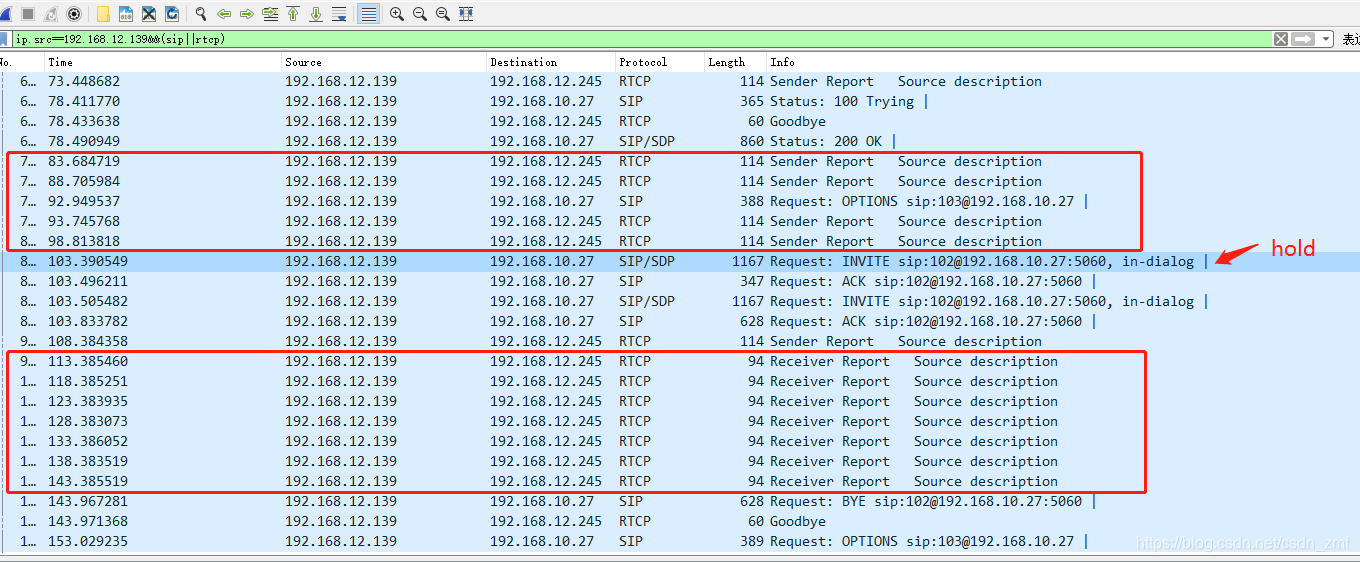 ip.src==192.168.12.139&&(sip||rtcp) 表达
No. Time Source Destination Protocol Length Info
6… 73.448682 192.168.12.139 192.168.12.245 RTCP 114 Sender Report Source description
6… 78.411770 192.168.12.139 192.168.10.27 SIP 365 Status: 100 Trying |
6… 78.433638 192.168.12.139 192.168.12.245 RTCP 60 Goodbye
6… 78.490949 192.168.12.139 192.168.10.27 SIP/SDP 860 Status: 200 OK |
7… 83.684719 192.168.12.139 192.168.12.245 RTCP 114 Sender Report Source description
7… 88.705984 192.168.12.139 192.168.12.245 RTCP 114 Sender Report Source description
7… 92.949537 192.168.12.139 192.168.10.27 SIP 388 Request: OPTIONS sip:103@192.168.10.27 |
7… 93.745768 192.168.12.139 192.168.12.245 RTCP 114 Sender Report Source description
8… 98.813818 192.168.12.139 192.168.12.245 RTCP 114 Sender Report Source description
8… 103.390549 192.168.12.139 192.168.10.27 SIP/SDP 1167 Request: INVITE sip:102@192.168.10.27:5060, in-dialog | hold
8… 103.496211 192.168.12.139 192.168.10.27 SIP 347 Request: ACK sip:102@192.168.10.27:5060 |
8… 103.505482 192.168.12.139 192.168.10.27 SIP/SDP 1167 Request: INVITE sip:102@192.168.10.27:5060, in-dialog |
8… 103.833782 192.168.12.139 192.168.10.27 SIP 628 Request: ACK sip:102@192.168.10.27:5060 |
9… 108.384358 192.168.12.139 192.168.12.245 RTCP 114 Sender Report Source description
9… 113.385460 192.168.12.139 192.168.12.245 RTCP 94 Receiver Report Source description
1… 118.385251 192.168.12.139 192.168.12.245 RTCP 94 Receiver Report Source description
1… 123.383935 192.168.12.139 192.168.12.245 RTCP 94 Receiver Report Source description
1… 128.383073 192.168.12.139 192.168.12.245 RTCP 94 Receiver Report Source description
1… 133.386052 192.168.12.139 192.168.12.245 RTCP 94 Receiver Report Source description
1… 138.383519 192.168.12.139 192.168.12.245 RTCP 94 Receiver Report Source description
1… 143.385519 192.168.12.139 192.168.12.245 RTCP 94 Receiver Report Source description
1… 143.967281 192.168.12.139 192.168.10.27 SIP 628 Request: BYE sip:102@192.168.10.27:5060 |
1… 143.971368 192.168.12.139 192.168.12.245 RTCP 60 Goodbye
1… 153.029235 192.168.12.139 192.168.10.27 SIP 389 Request: OPTIONS sip:103@192.168.10.27 |
https://blog.csdn.net/csdn_zmf